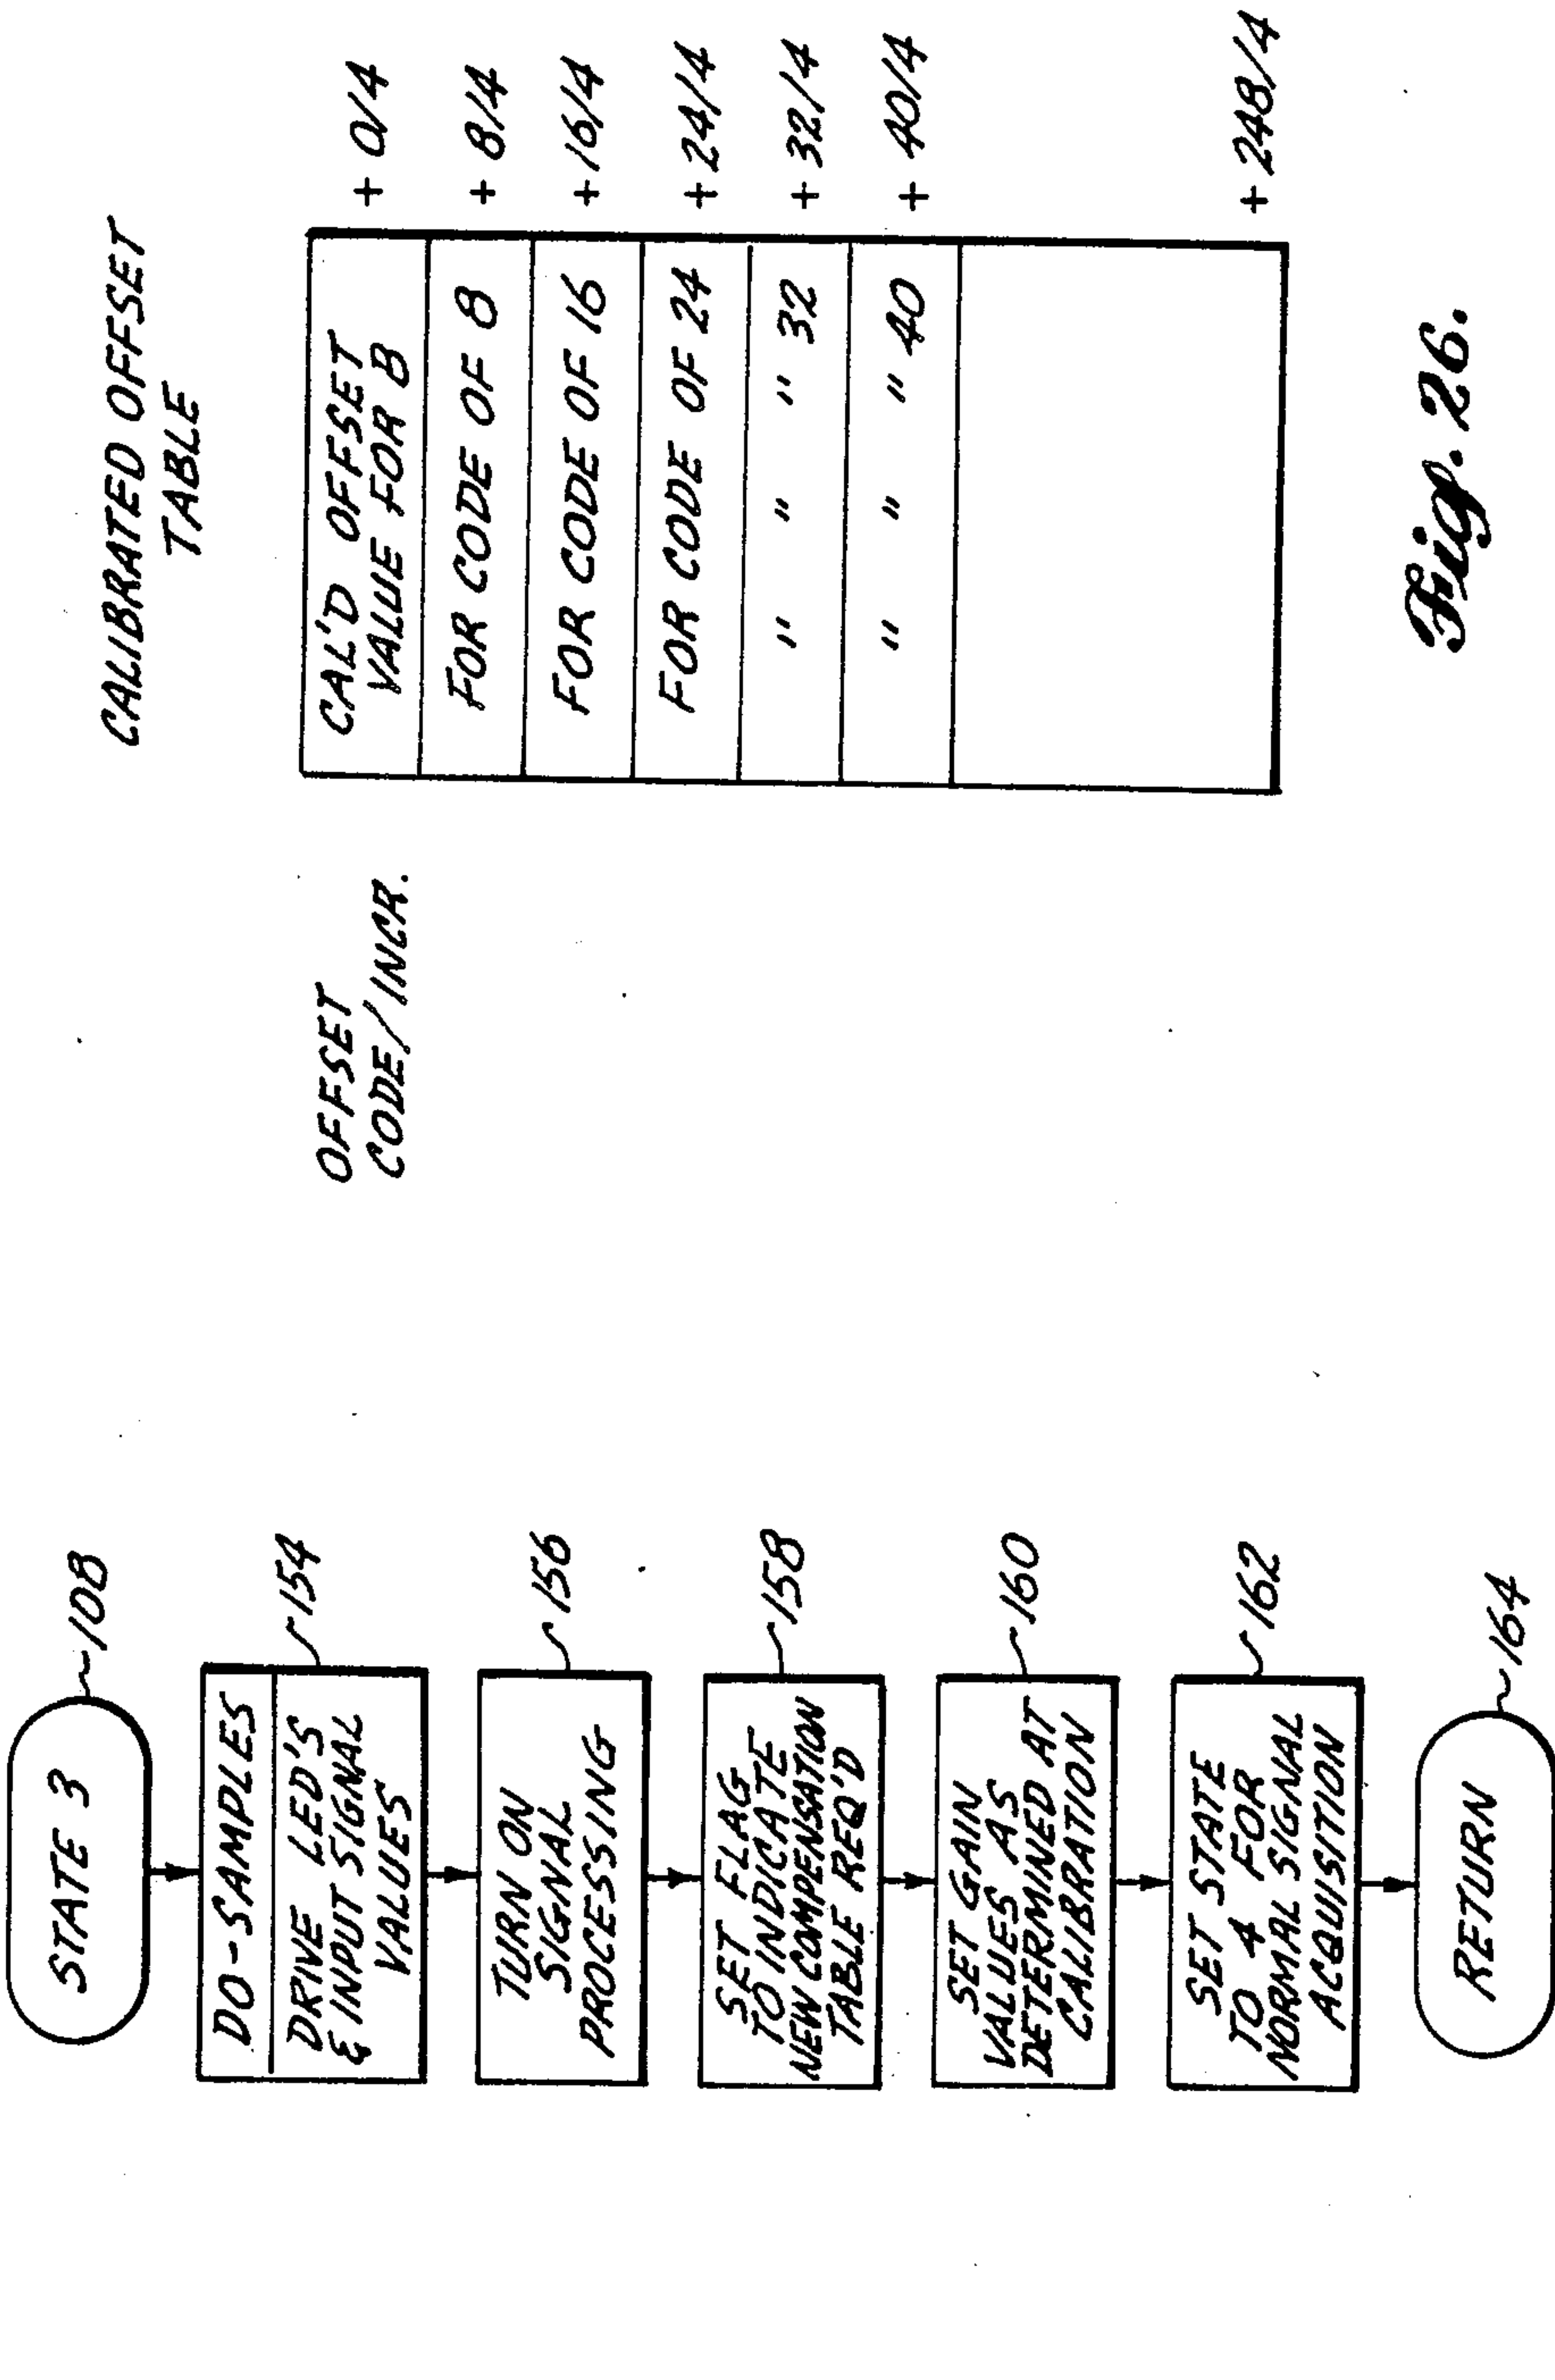 STATE 3
108
DO-SAMPLES
DRIVE LED'S
& INPUT SIGNAL
VALUES
154
TURN ON
SIGNAL
PROCESSING
156
SET FLAG
TO INDICATE
NEW COMPENSATION
TABLE REQ'D
158
SET GAIN
VALUES AS
DETERMINED AT
CALIBRATION
160
SET STATE
TO 4 FOR
NORMAL SIGNAL
ACQUISITION
162
RETURN
164
CALIBRATED OFFSET
TABLE
OFFSET
CODE/INCR.
CAL'D OFFSET
VALUE FOR B
+ 0/4
FOR CODE OF 8
+ 8/4
FOR CODE OF 16
+16/4
FOR CODE OF 24
+ 24/4
" " " 32
+ 32/4
" " " 40
+ 40/4
+ 248/4
Fig. 26.